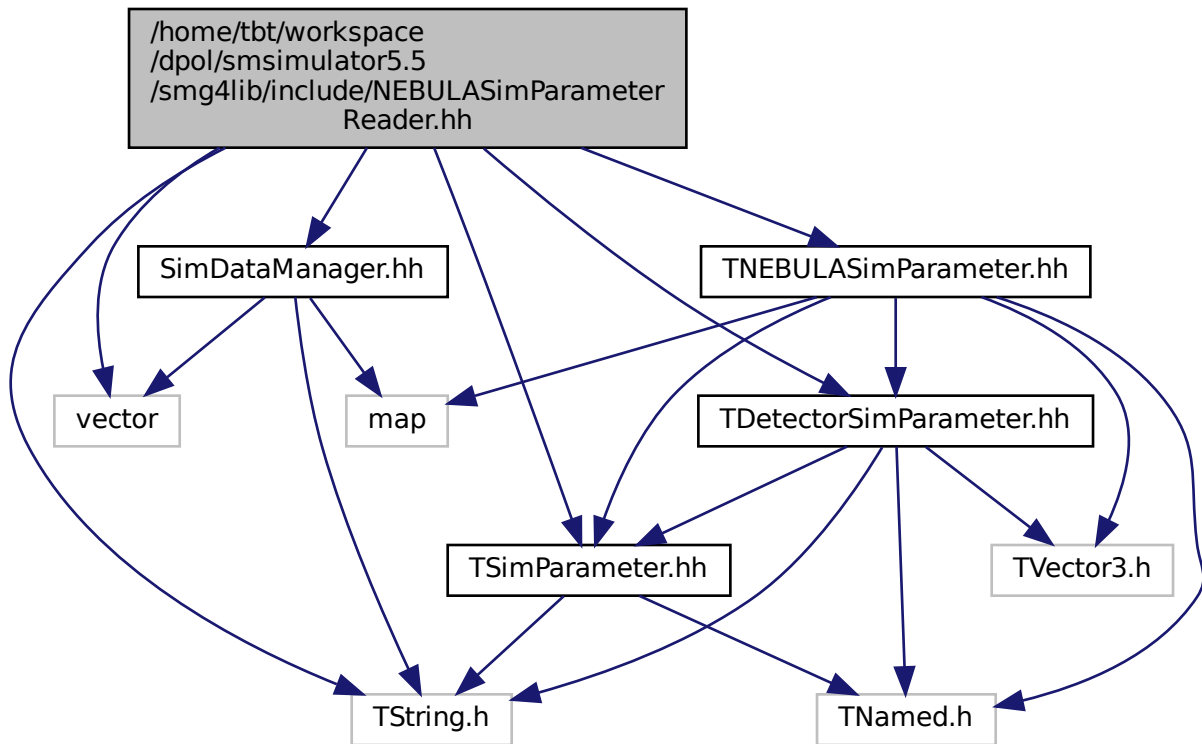 /home/tbt/workspace
/dpol/smsimulator5.5
/smg4lib/include/NEBULASimParameter
Reader.hh
SimDataManager.hh
TNEBULASimParameter.hh
vector
map
TDetectorSimParameter.hh
TSimParameter.hh
TVector3.h
TString.h
TNamed.h